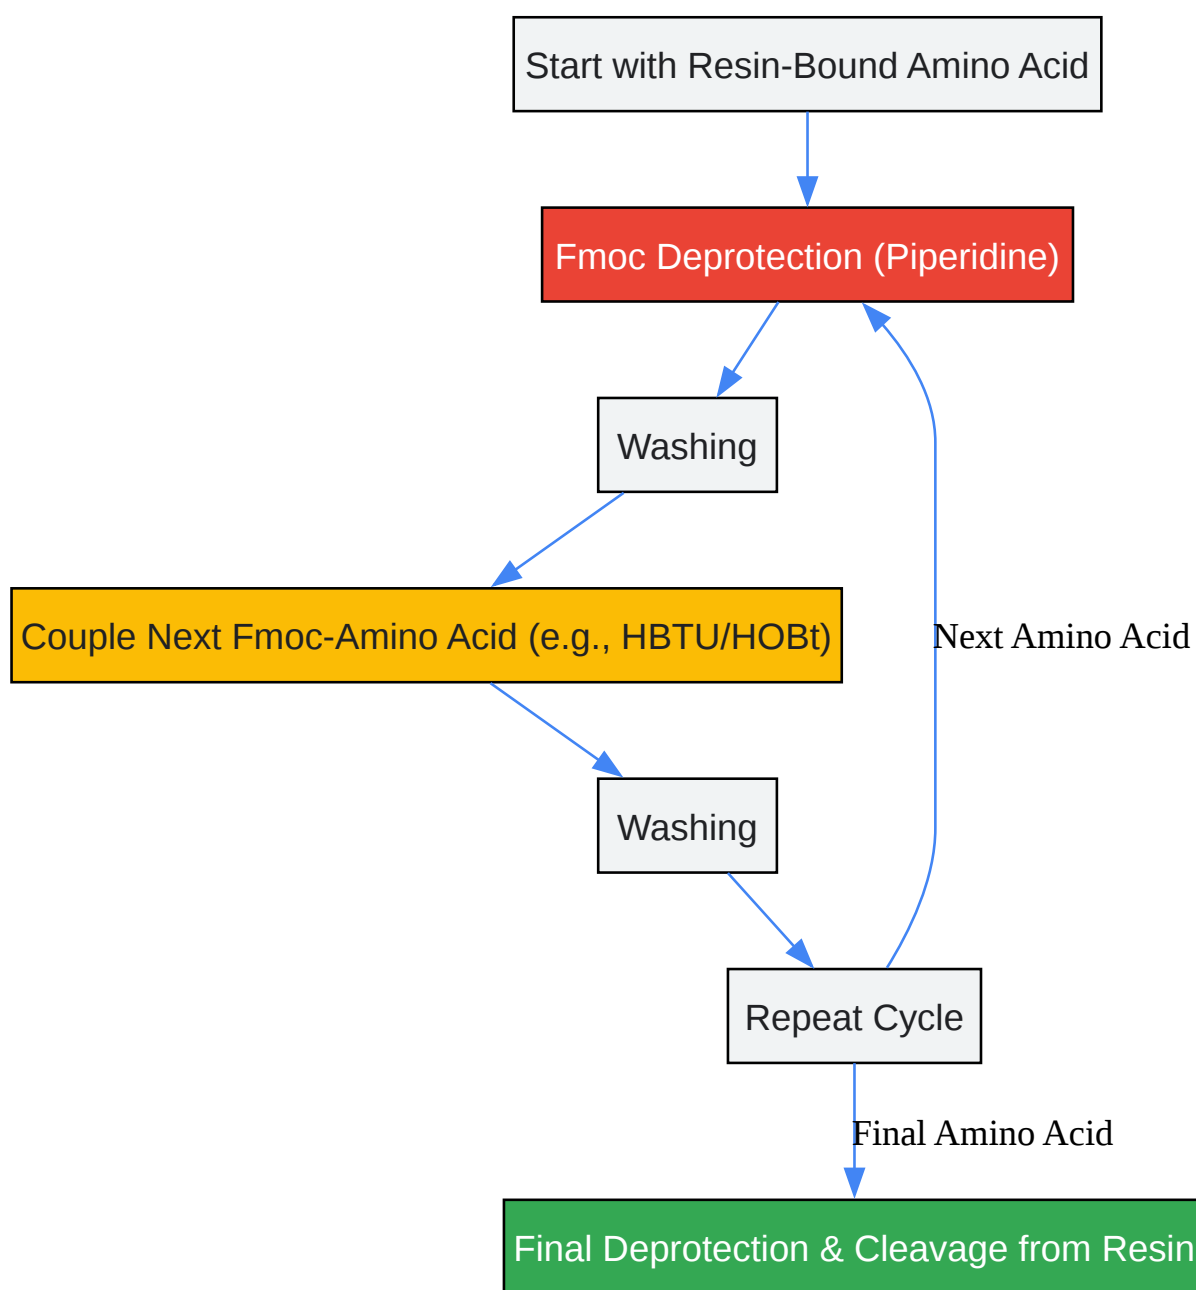 Start with Resin-Bound Amino Acid
Fmoc Deprotection (Piperidine)
Washing
Couple Next Fmoc-Amino Acid (e.g., HBTU/HOBt)
Next Amino Acid
Washing
Repeat Cycle
Final Amino Acid
Final Deprotection & Cleavage from Resin